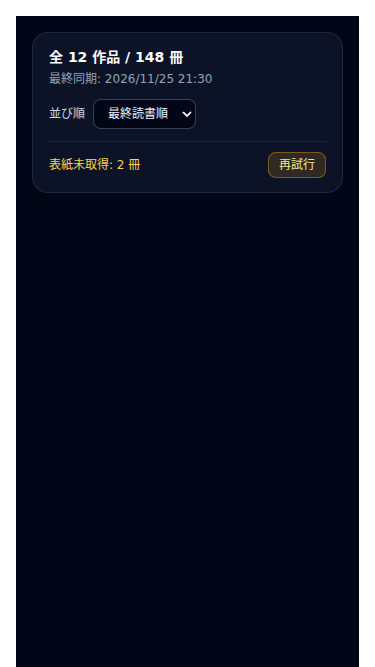 全 12 作品 / 148 冊
最終同期: 2026/11/25 21:30
並び順 最終読書順
表紙未取得: 2 冊 再試行